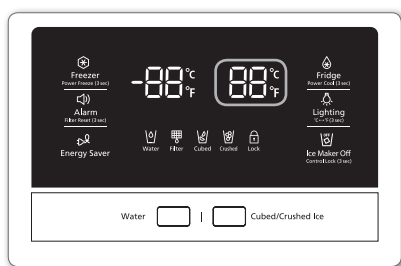 Freezer
Power Freeze (3 sec)
Alarm
Filter Reset (3 sec)
Energy Saver
-88 °C °F
88 °C °F
Water Filter Cubed Crushed Lock
Fridge
Power Cool (3 sec)
Lighting
°C↔°F (3 sec)
OFF
Ice Maker Off
Control Lock (3 sec)
Water | Cubed/Crushed Ice